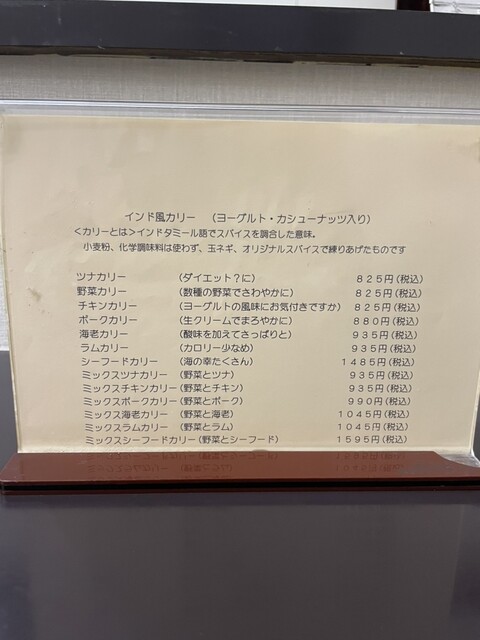 インド風カリー （ヨーグルト・カシューナッツ入り）
＜カリーとは＞インドタミール語でスパイスを調合した意味。
小麦粉、化学調味料は使わず、玉ネギ、オリジナルスパイスで練りあげたものです
ツナカリー （ダイエット？に） ８２５円（税込）
野菜カリー （数種の野菜でさわやかに） ８２５円（税込）
チキンカリー （ヨーグルトの風味にお気付きですか） ８２５円（税込）
ポークカリー （生クリームでまろやかに） ８８０円（税込）
海老カリー （酸味を加えてさっぱりと） ９３５円（税込）
ラムカリー （カロリー少なめ） ９３５円（税込）
シーフードカリー （海の幸たくさん） １４８５円（税込）
ミックスツナカリー （野菜とツナ） ９３５円（税込）
ミックスチキンカリー（野菜とチキン） ９３５円（税込）
ミックスポークカリー（野菜とポーク） ９９０円（税込）
ミックス海老カリー （野菜と海老） １０４５円（税込）
ミックスラムカリー （野菜とラム） １０４５円（税込）
ミックスシーフードカリー（野菜とシーフード） １５９５円（税込）